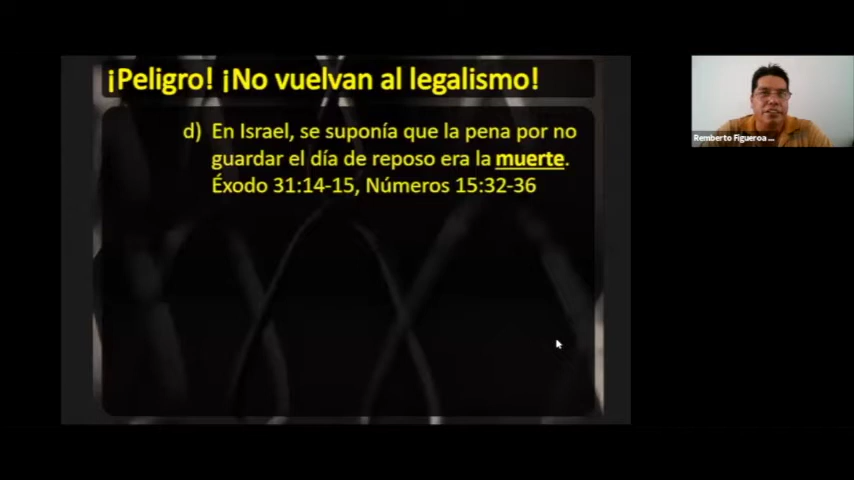 ¡Peligro! ¡No vuelvan al legalismo!
d) En Israel, se suponía que la pena por no
guardar el día de reposo era la muerte.
Éxodo 31:14-15, Números 15:32-36
Remberto Figueroa ...